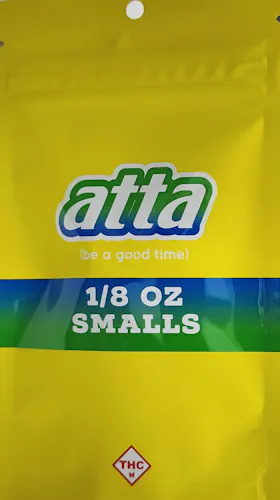 atta
(be a good time)
1/8 OZ
SMALLS
THC
M